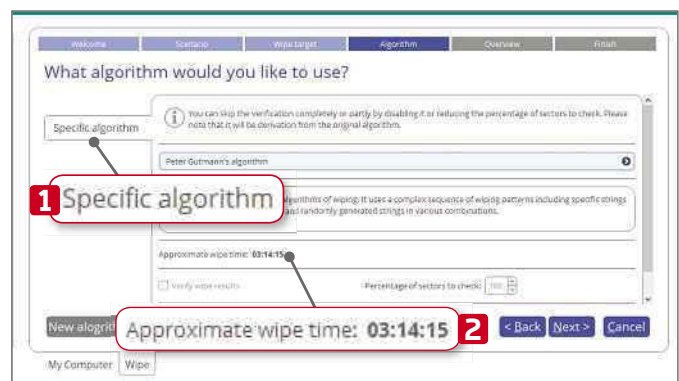 Welcome Scenario Wipe target Algorithm Overview Finish
What algorithm would you like to use?
Specific algorithm
You can skip the verification completely or partly by disabling it or reducing the percentage of sectors to check. Please
note that it will be derivation from the original algorithm.
Peter Gutmann's algorithm
1 Specific algorithm
algorithms of wiping. It uses a complex sequence of wiping patterns including specific strings
and randomly generated strings in various combinations.
Approximate wipe time: 03:14:15
Verify wipe results Percentage of sectors to check: 100
New alogrit
Approximate wipe time: 03:14:15 2
< Back Next > Cancel
My Computer Wipe